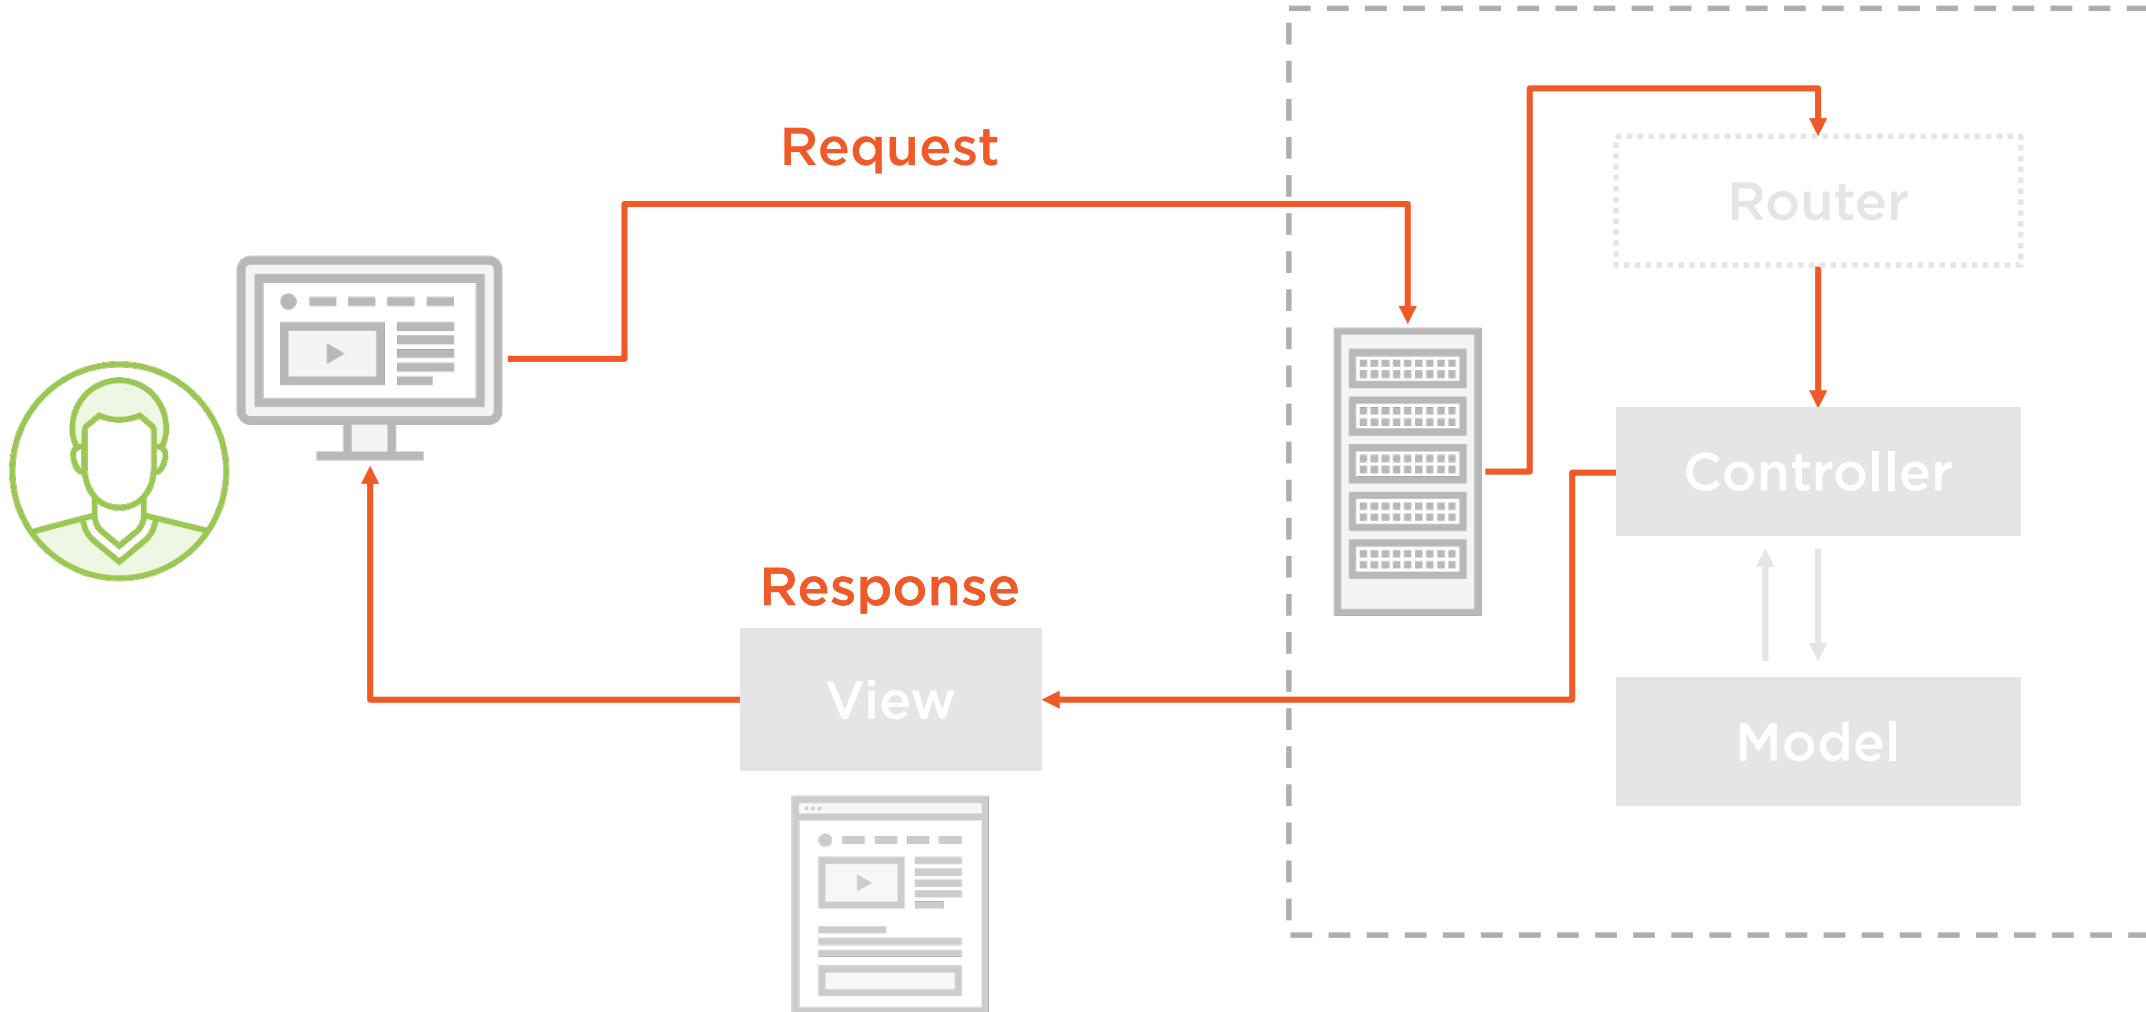 Request
Router
Controller
Response
View
Model